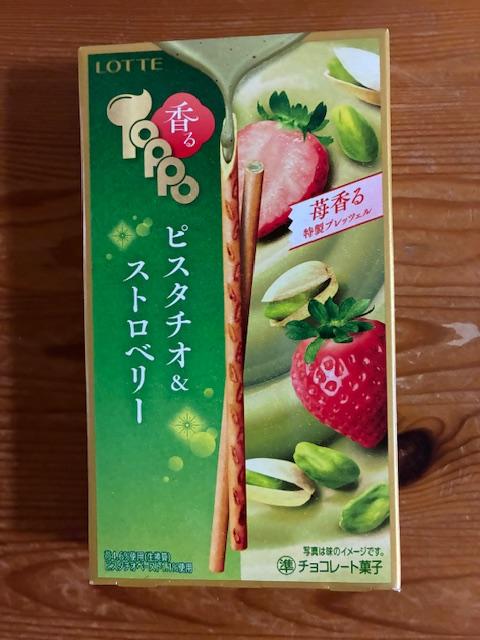 LOTTE
香る
Toppo
苺香る
特製プレッツェル
ピスタチオ&
ストロベリー
写真は味のイメージです。
準 チョコレート菓子